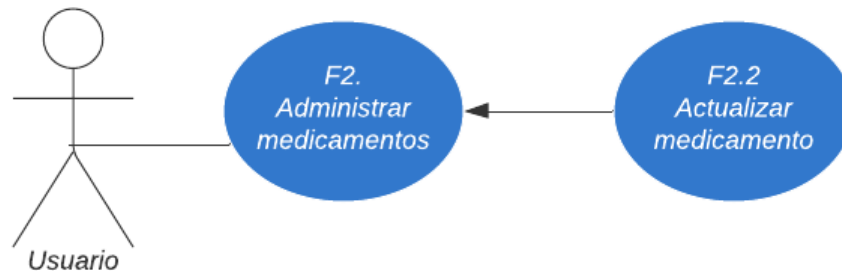 F2.
Administrar
medicamentos
F2.2
Actualizar
medicamento
Usuario